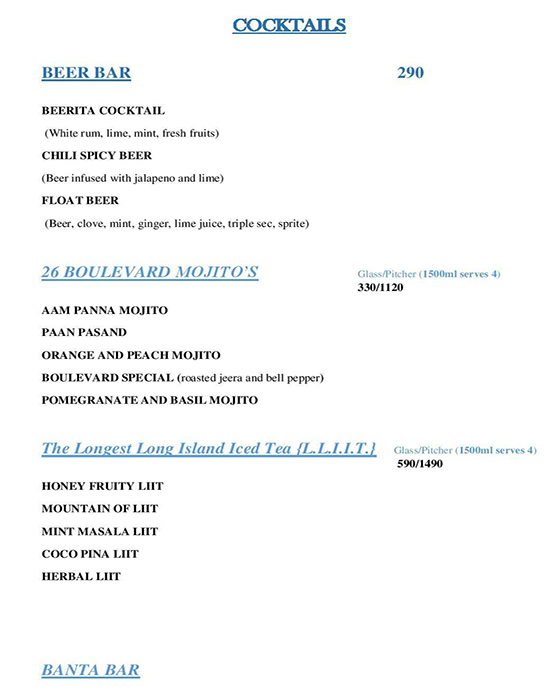 COCKTAILS
BEER BAR 290
BEERITA COCKTAIL
(White rum, lime, mint, fresh fruits)
CHILI SPICY BEER
(Beer infused with jalapeno and lime)
FLOAT BEER
(Beer, clove, mint, ginger, lime juice, triple sec, sprite)
26 BOULEVARD MOJITO’S Glass/Pitcher (1500ml serves 4)
330/1120
AAM PANNA MOJITO
PAAN PASAND
ORANGE AND PEACH MOJITO
BOULEVARD SPECIAL (roasted jeera and bell pepper)
POMEGRANATE AND BASIL MOJITO
The Longest Long Island Iced Tea {L.L.I.I.T.} Glass/Pitcher (1500ml serves 4)
590/1490
HONEY FRUITY LIIT
MOUNTAIN OF LIIT
MINT MASALA LIIT
COCO PINA LIIT
HERBAL LIIT
BANTA BAR